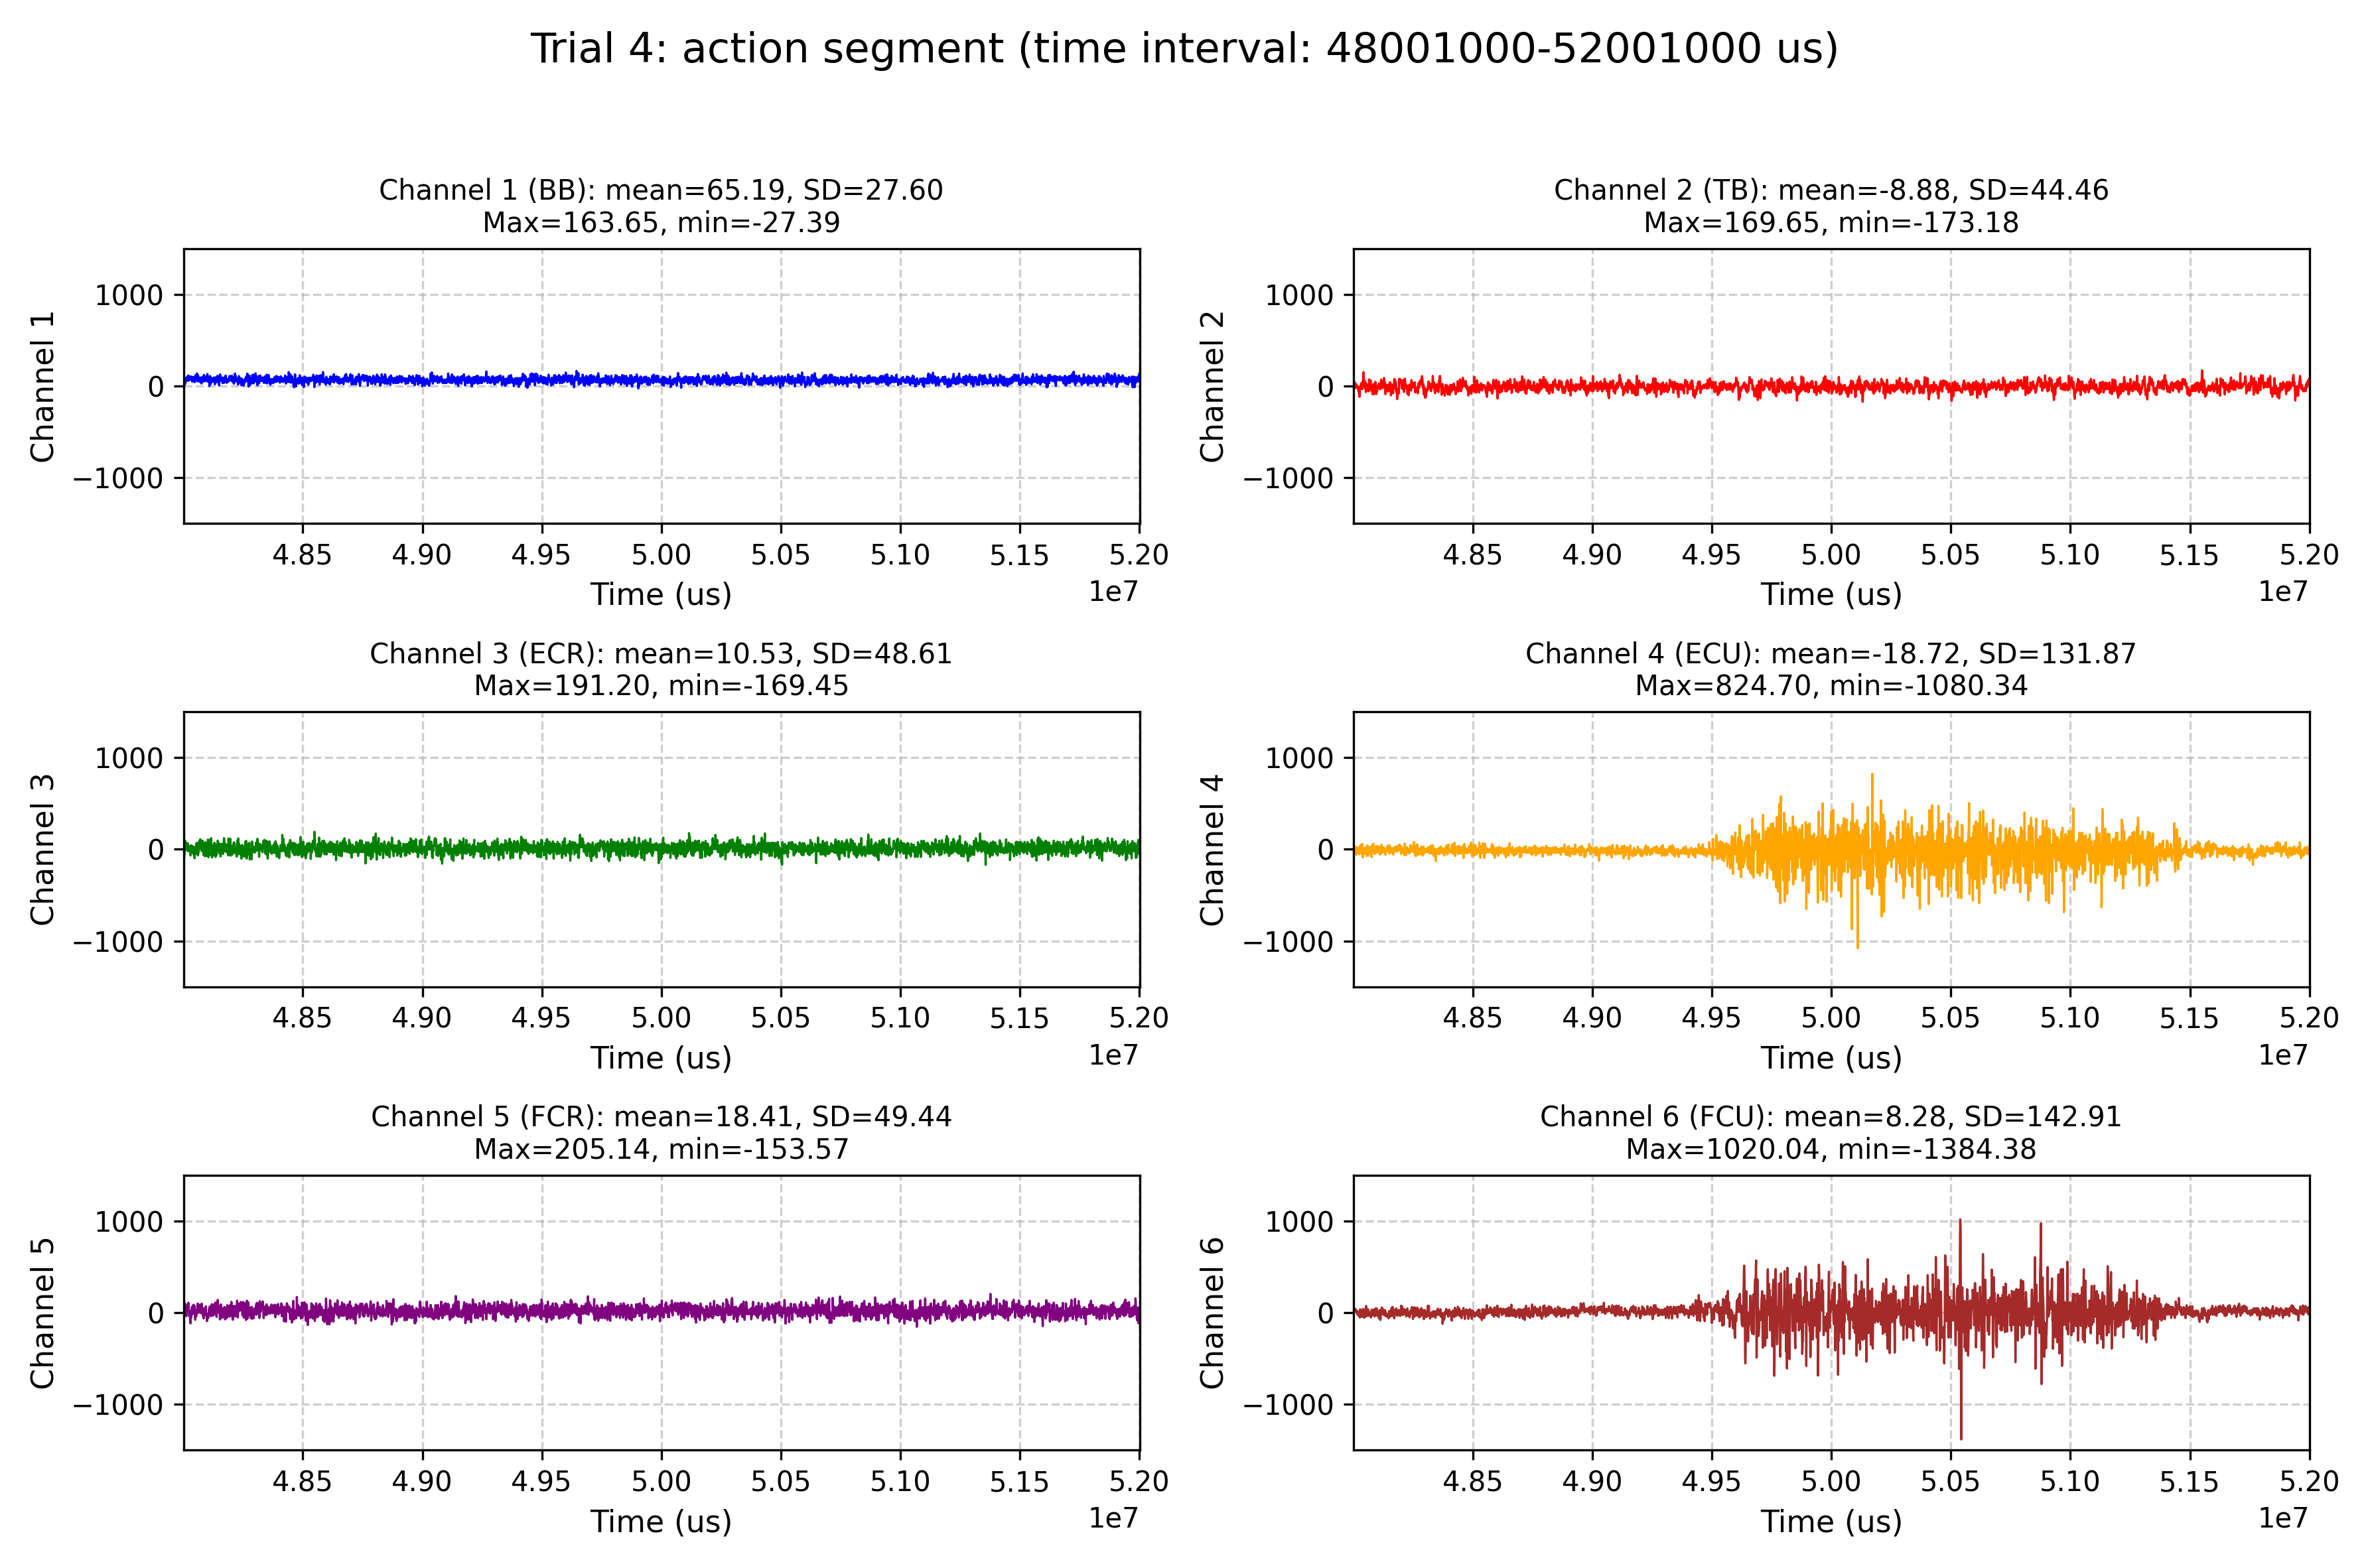 Trial 4: action segment (time interval: 48001000-52001000 us)
Channel 1 (BB): mean=65.19, SD=27.60
Max=163.65, min=-27.39
Channel 1
1000
0
−1000
4.85 4.90 4.95 5.00 5.05 5.10 5.15 5.20
Time (us)
1e7
Channel 2 (TB): mean=-8.88, SD=44.46
Max=169.65, min=-173.18
Channel 2
1000
0
−1000
4.85 4.90 4.95 5.00 5.05 5.10 5.15 5.20
Time (us)
1e7
Channel 3 (ECR): mean=10.53, SD=48.61
Max=191.20, min=-169.45
Channel 3
1000
0
−1000
4.85 4.90 4.95 5.00 5.05 5.10 5.15 5.20
Time (us)
1e7
Channel 4 (ECU): mean=-18.72, SD=131.87
Max=824.70, min=-1080.34
Channel 4
1000
0
−1000
4.85 4.90 4.95 5.00 5.05 5.10 5.15 5.20
Time (us)
1e7
Channel 5 (FCR): mean=18.41, SD=49.44
Max=205.14, min=-153.57
Channel 5
1000
0
−1000
4.85 4.90 4.95 5.00 5.05 5.10 5.15 5.20
Time (us)
1e7
Channel 6 (FCU): mean=8.28, SD=142.91
Max=1020.04, min=-1384.38
Channel 6
1000
0
−1000
4.85 4.90 4.95 5.00 5.05 5.10 5.15 5.20
Time (us)
1e7